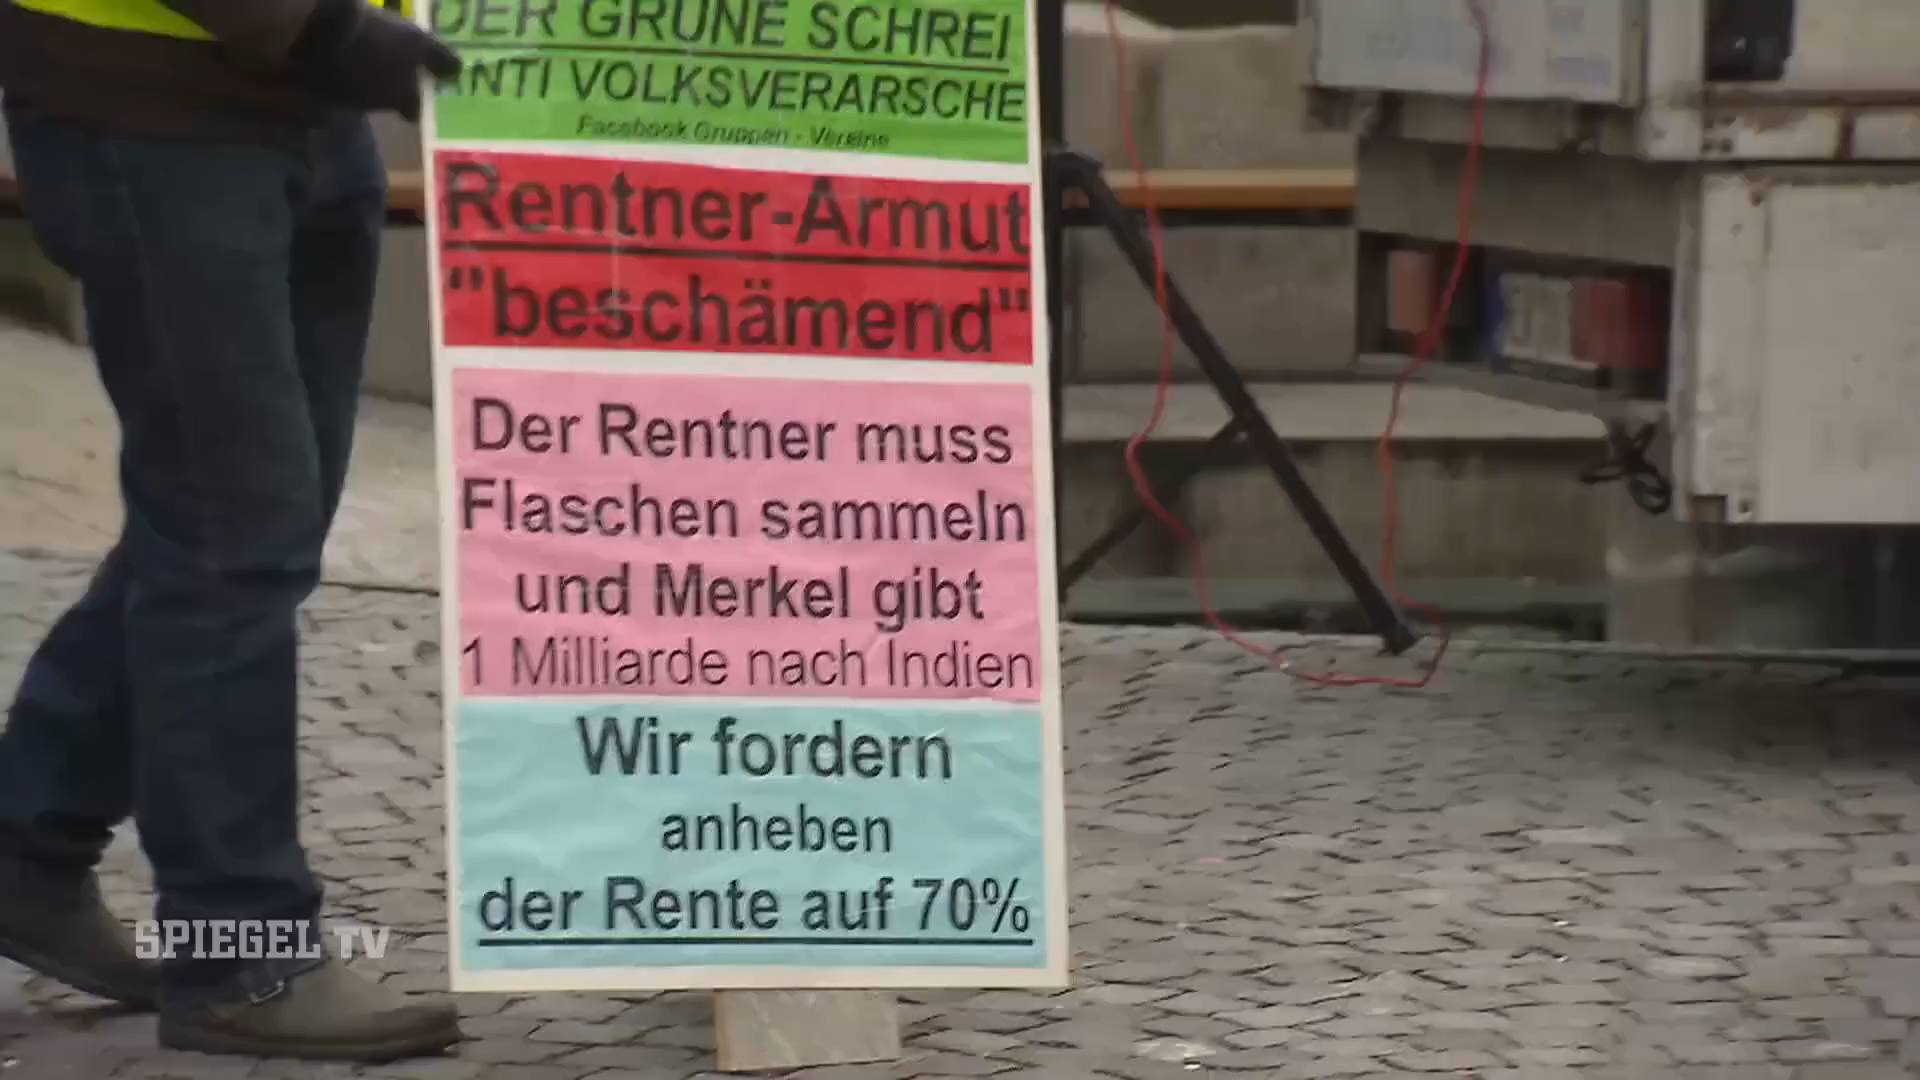 DER GRÜNE SCHREI
ANTI VOLKSVERARSCHE
Facebook Gruppen - Vereine
Rentner-Armut
"beschämend"
Der Rentner muss
Flaschen sammeln
und Merkel gibt
1 Milliarde nach Indien
Wir fordern
anheben
der Rente auf 70%
SPIEGEL TV